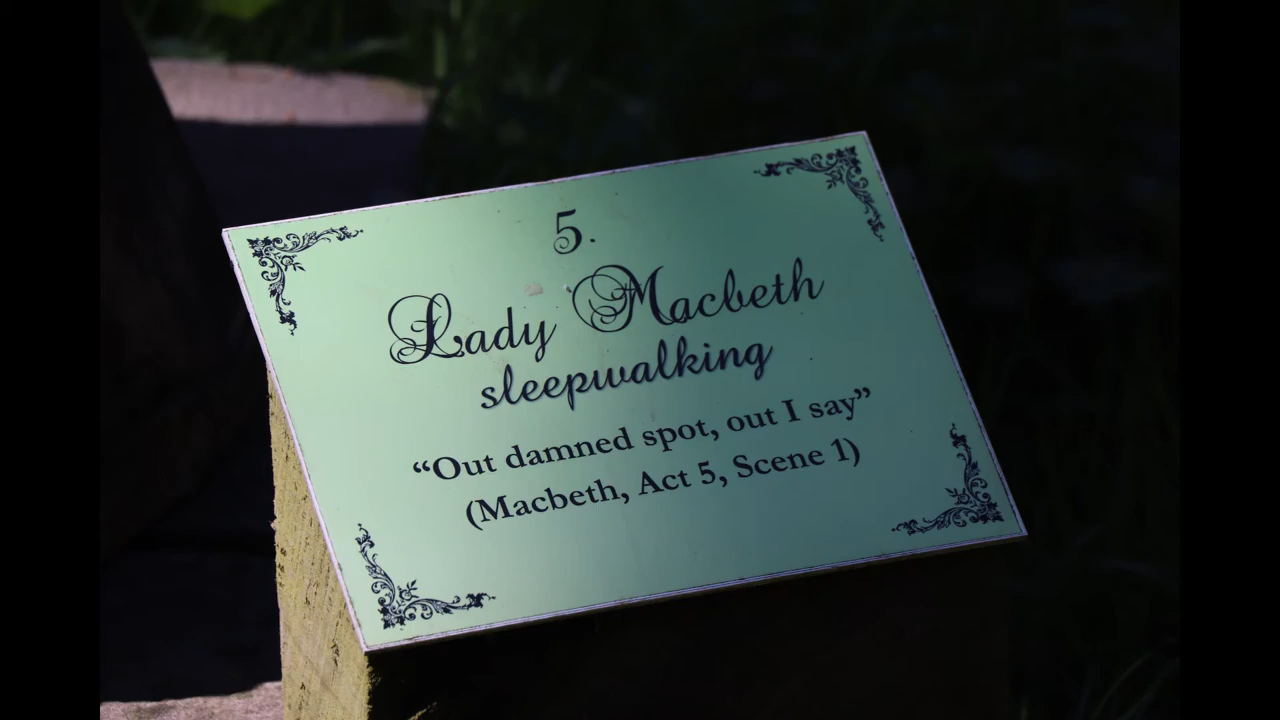 5.
Lady Macbeth
sleepwalking
“Out damned spot, out I say”
(Macbeth, Act 5, Scene 1)